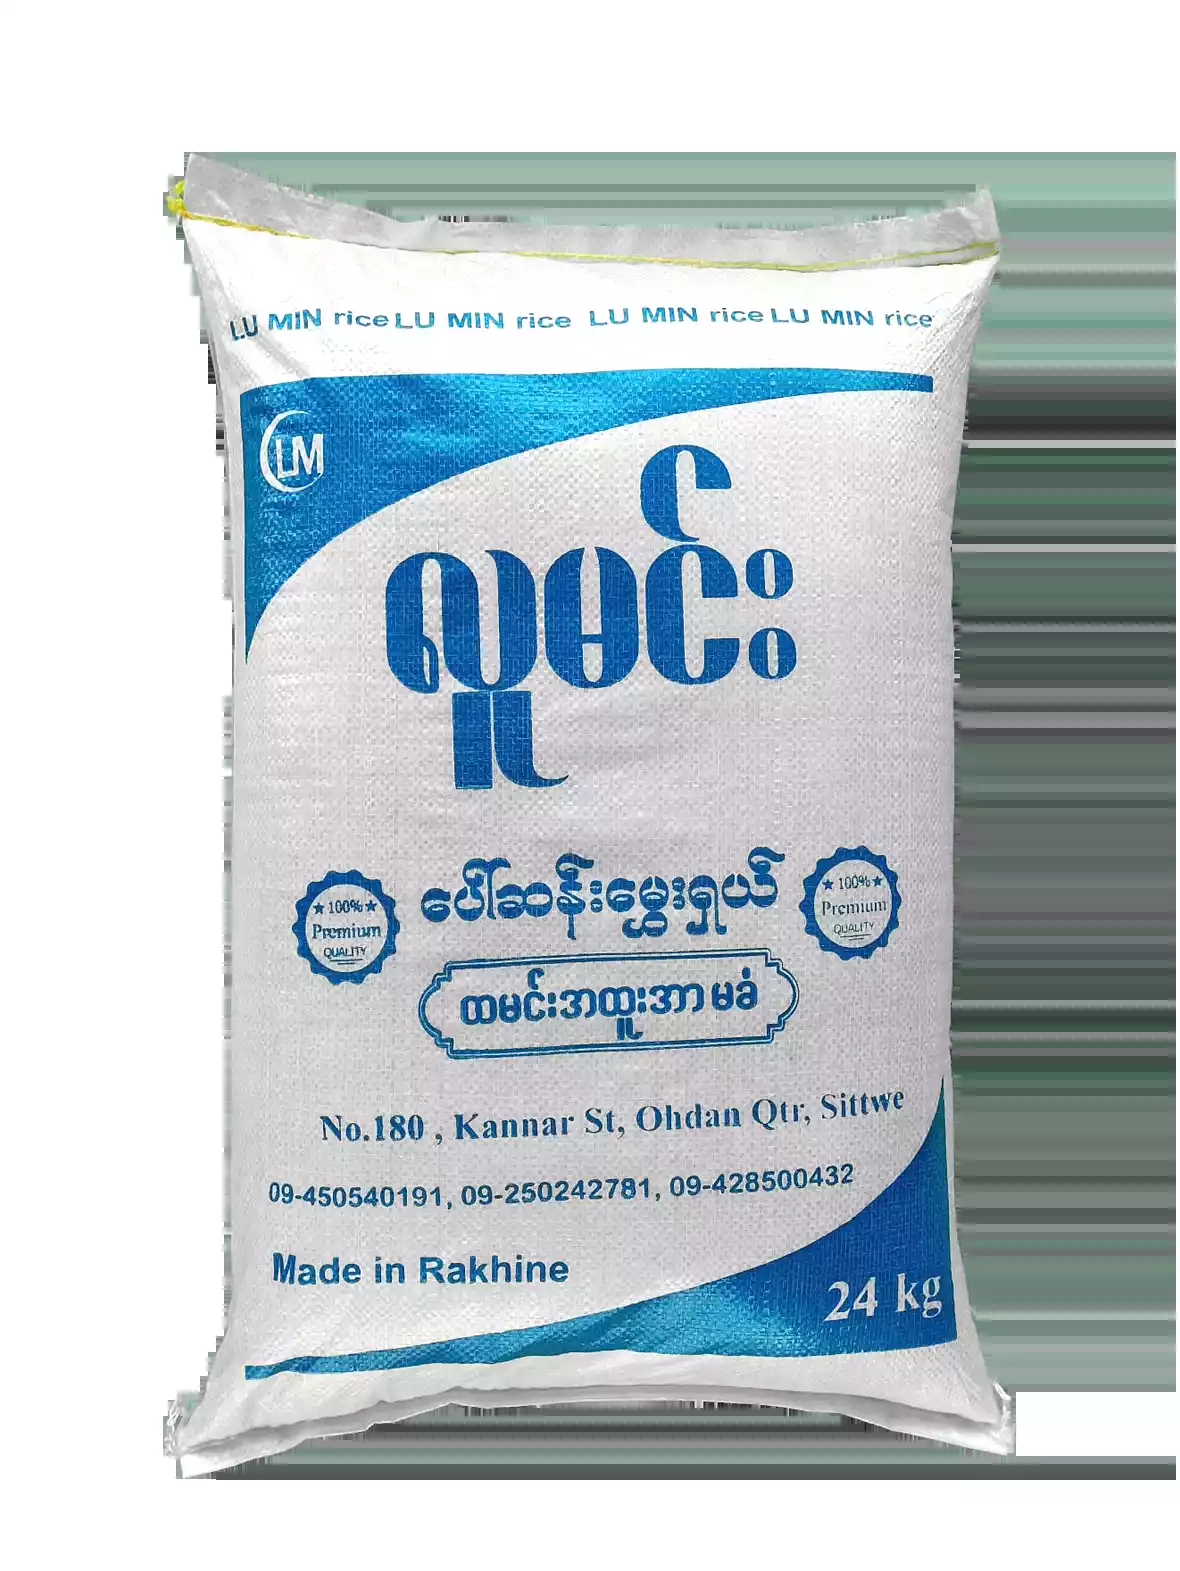 LU MIN rice LU MIN rice LU MIN rice LU MIN rice
LM
လူမင်း
ပေါ်ဆန်းမွှေးရှယ်
★ 100% ★
Premium
QUALITY
★ 100% ★
Premium
QUALITY
ထမင်းအထူးအာမခံ
No.180 , Kannar St, Ohdan Qtr, Sittwe
09-450540191, 09-250242781, 09-428500432
Made in Rakhine
24 kg